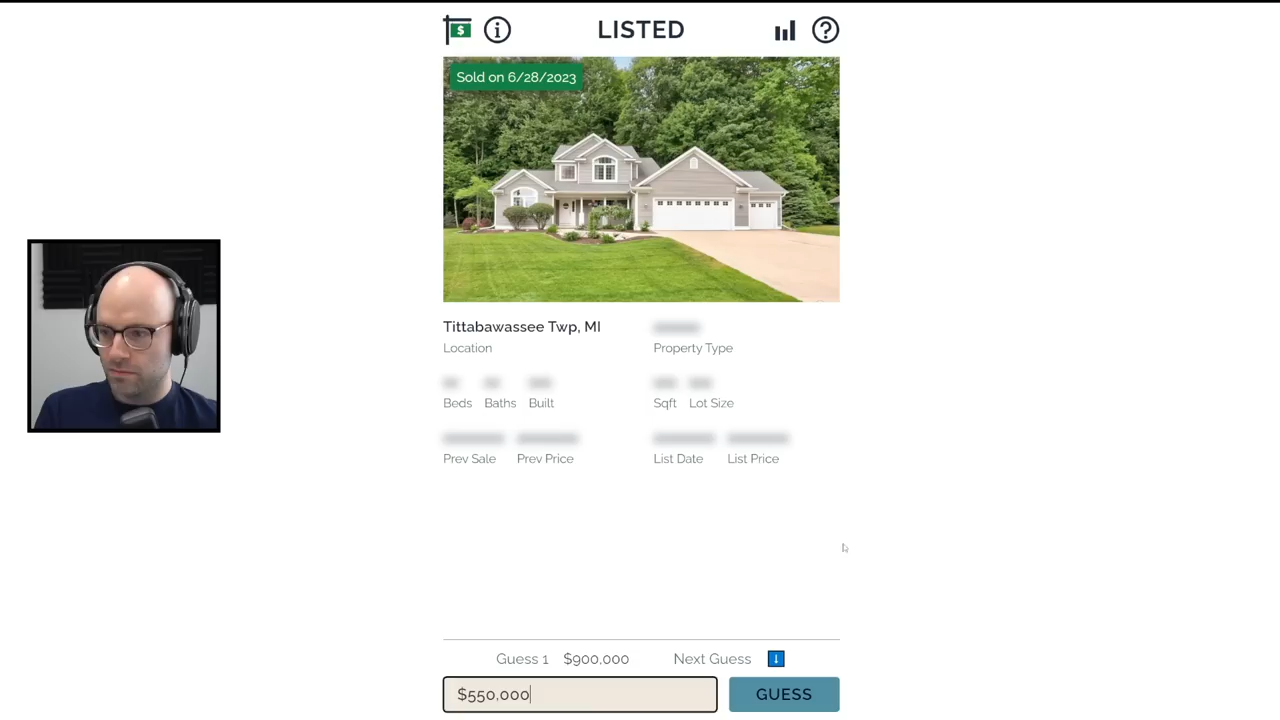 LISTED
Sold on 6/28/2023
Tittabawassee Twp, MI
Location
Property Type
Beds Baths Built
Sqft Lot Size
Prev Sale Prev Price
List Date List Price
Guess 1 $900,000 Next Guess
$550,000
GUESS